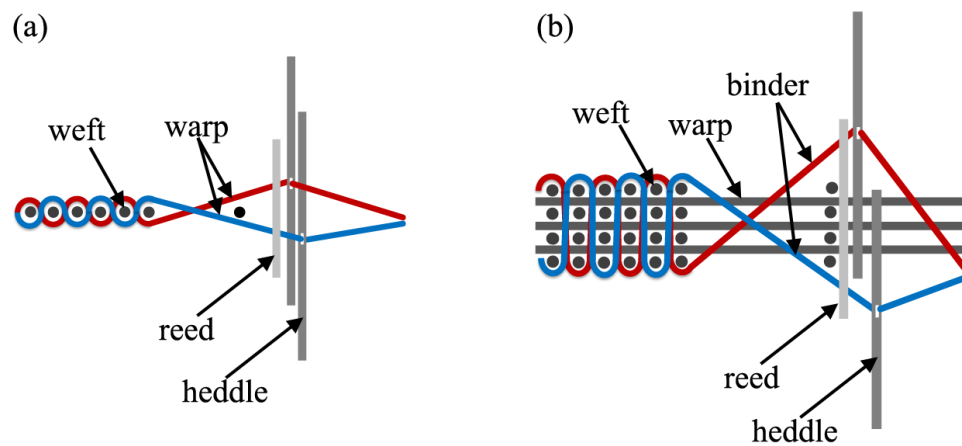 (a)
weft
warp
reed
heddle
(b)
binder
weft
warp
reed
heddle